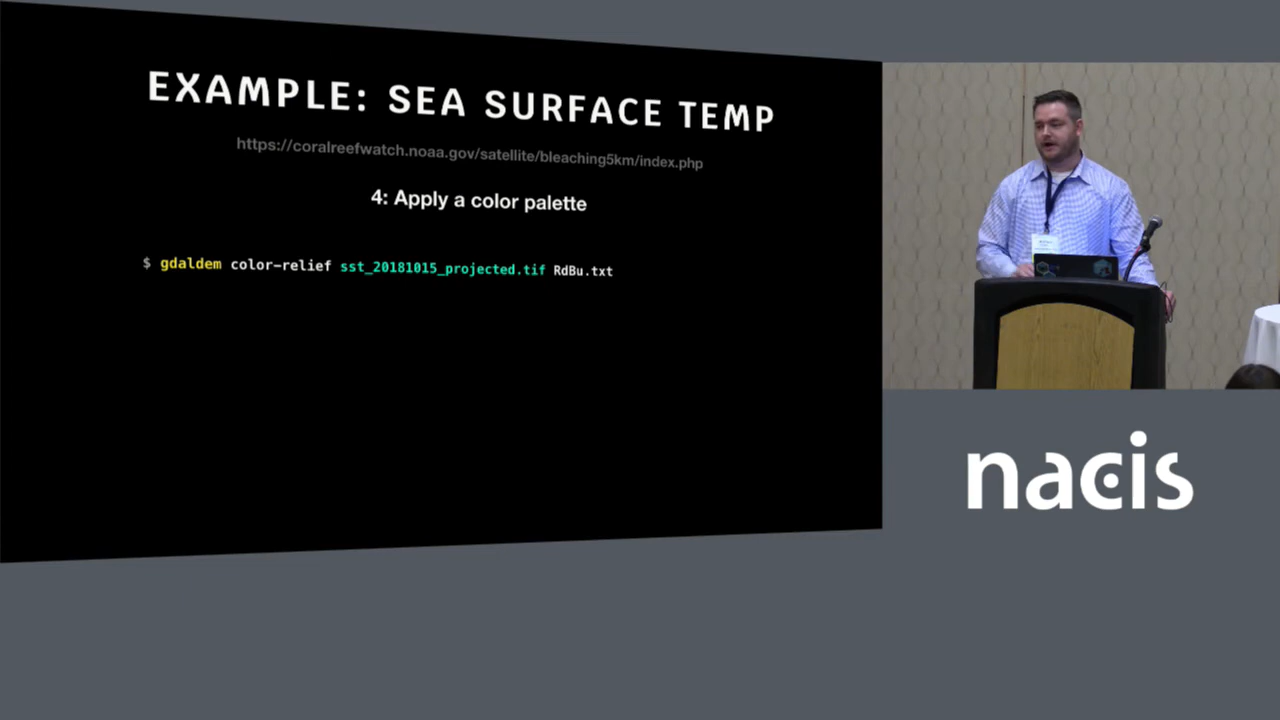 EXAMPLE: SEA SURFACE TEMP
https://coralreefwatch.noaa.gov/satellite/bleaching5km/index.php
4: Apply a color palette
$ gdaldem color-relief sst_20181015_projected.tif RdBu.txt
nacis